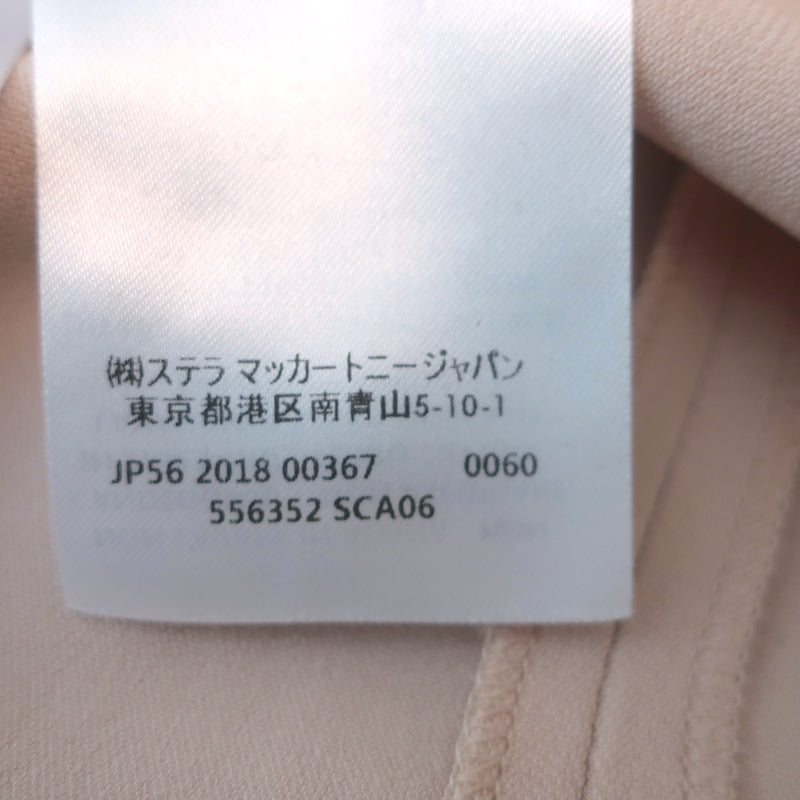 ㈱ステラ マッカートニージャパン
東京都港区南青山5-10-1
JP56 2018 00367 0060
556352 SCA06